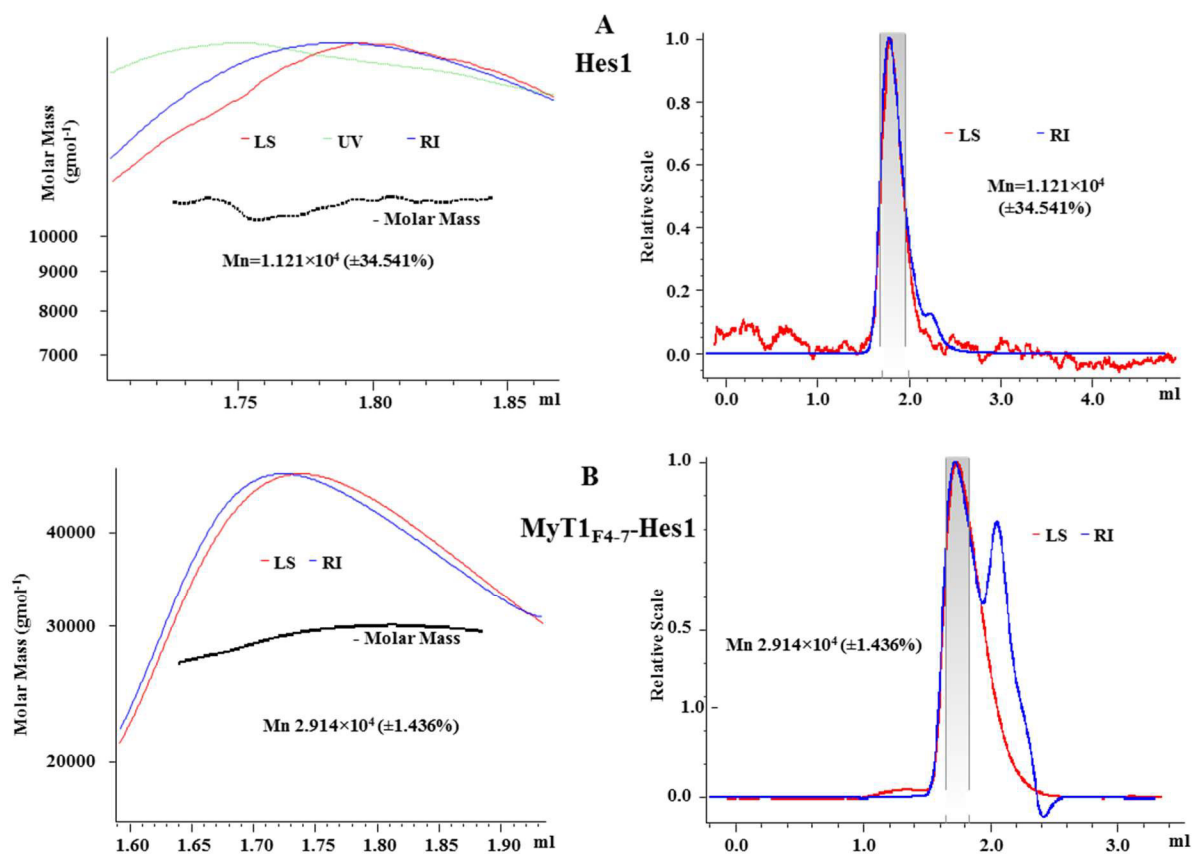 A
Hes1
Molar Mass
(gmol-1)
LS UV RI
- Molar Mass
Mn=1.121×10⁴ (±34.541%)
10000
9000
8000
7000
1.75 1.80 1.85 ml
Relative Scale
1.0
0.8
0.6
0.4
0.2
0.0
LS RI
Mn=1.121×10⁴
(±34.541%)
0.0 1.0 2.0 3.0 4.0 ml
B
MyT1F4-7-Hes1
Molar Mass (gmol-1)
40000
30000
20000
LS RI
- Molar Mass
Mn 2.914×10⁴ (±1.436%)
1.60 1.65 1.70 1.75 1.80 1.85 1.90 ml
Relative Scale
1.0
0.5
1.0
0.0
LS RI
Mn 2.914×10⁴ (±1.436%)
0.0 1.0 2.0 3.0 ml